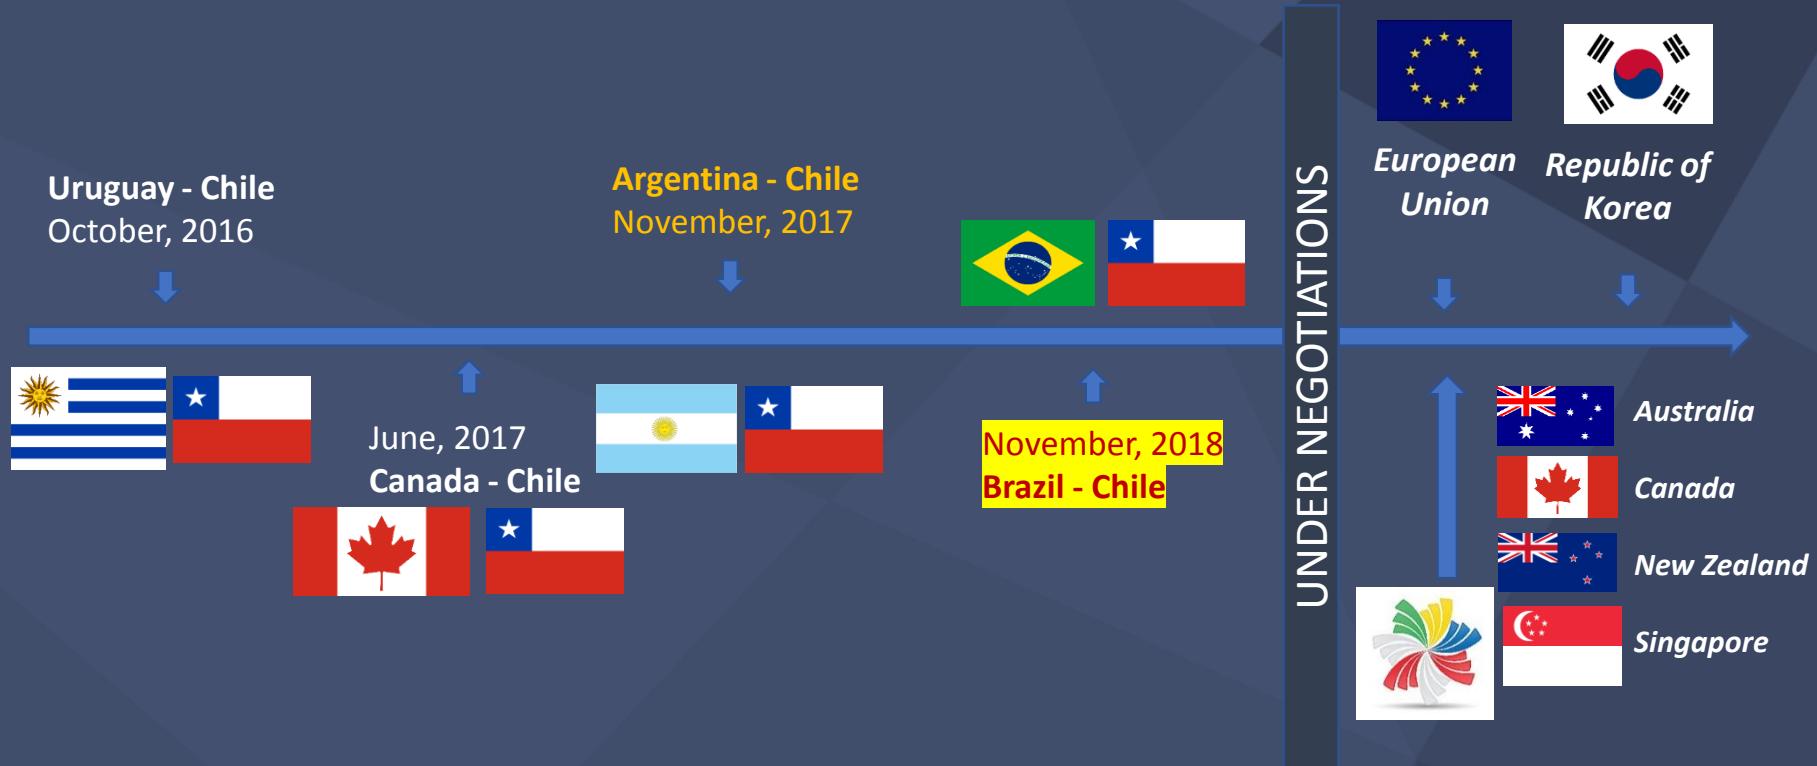 Uruguay - Chile
October, 2016
June, 2017
Canada - Chile
Argentina - Chile
November, 2017
November, 2018
Brazil - Chile
UNDER NEGOTIATIONS
European
Union
Republic of
Korea
Australia
Canada
New Zealand
Singapore